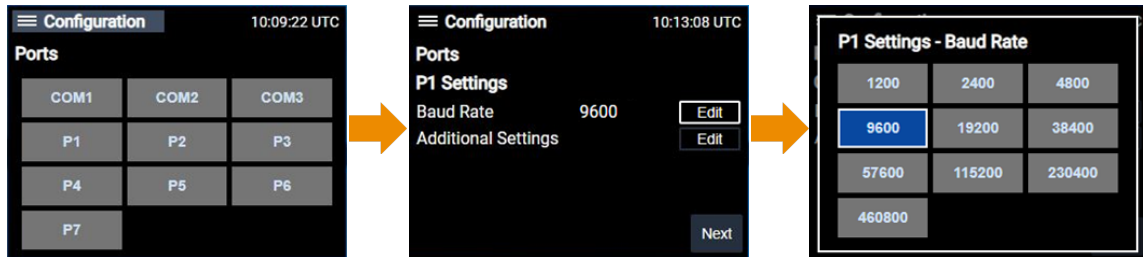 Configuration 10:09:22 UTC
Ports
COM1 COM2 COM3
P1 P2 P3
P4 P5 P6
P7
Configuration 10:13:08 UTC
Ports
P1 Settings
Baud Rate 9600 Edit
Additional Settings Edit
Next
P1 Settings - Baud Rate
1200 2400 4800
9600 19200 38400
57600 115200 230400
460800